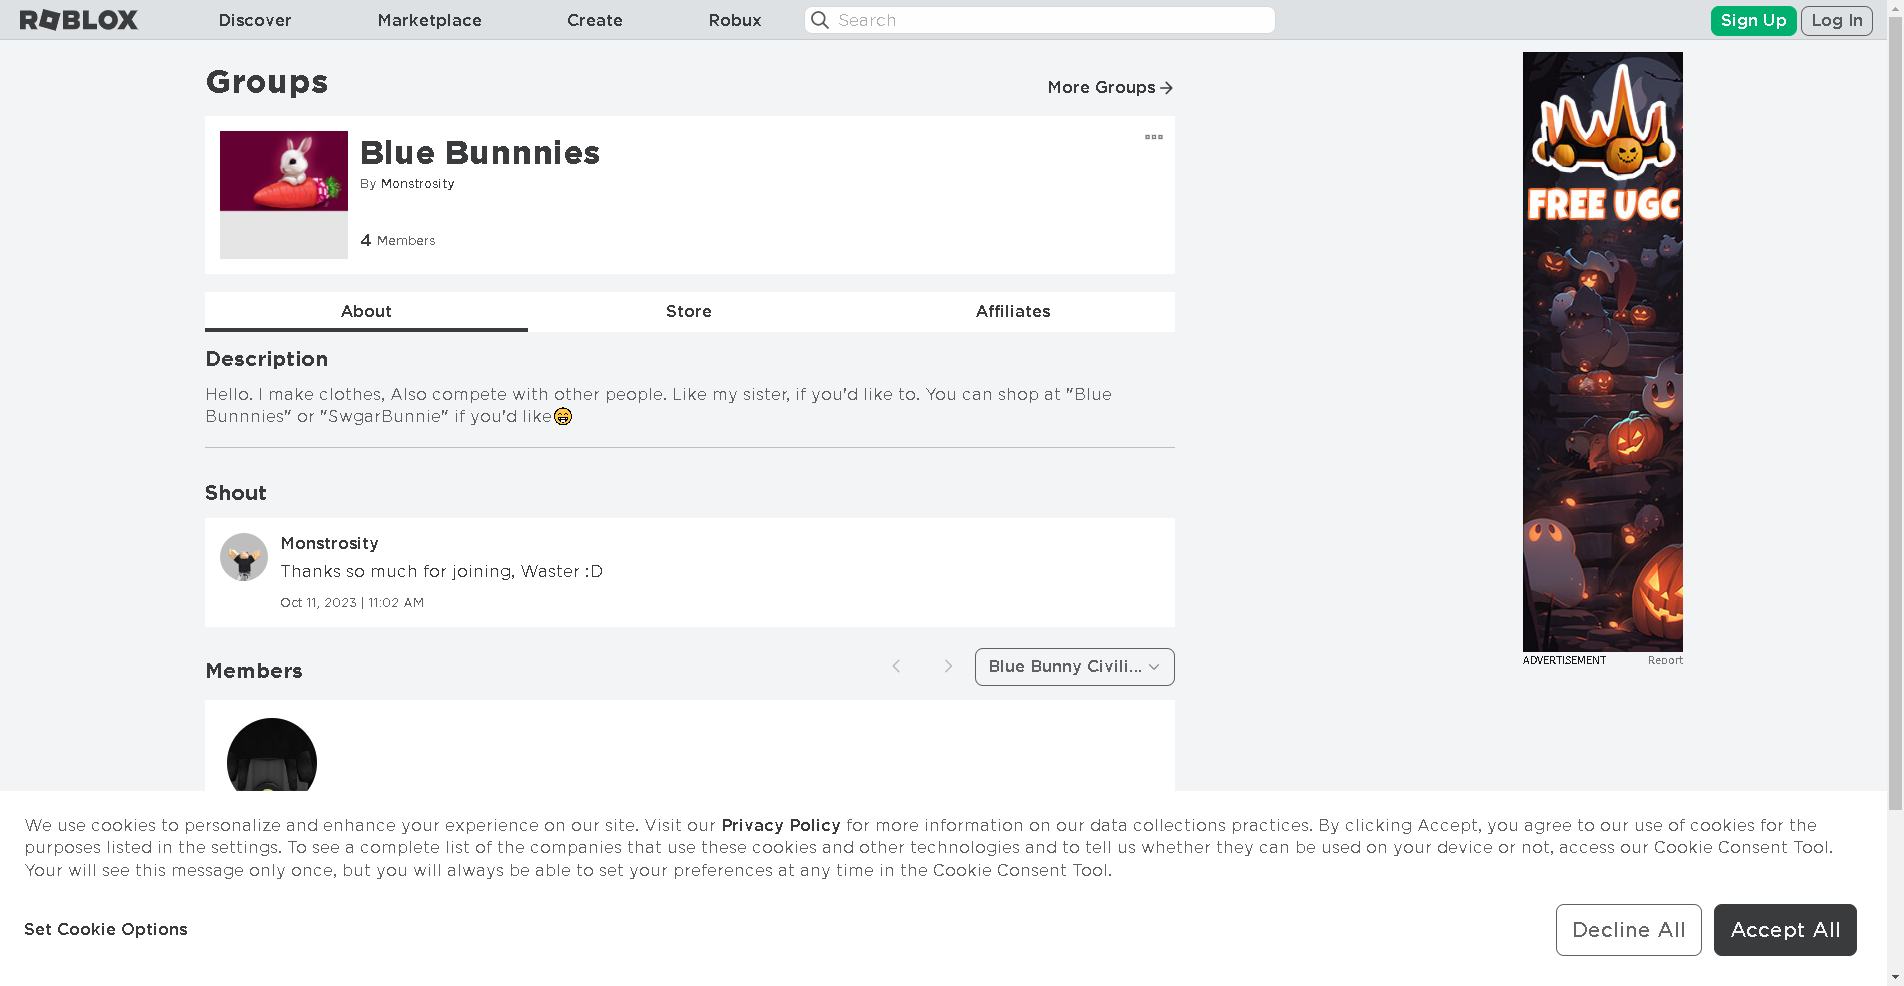 ROBLOX
Discover
Marketplace
Create
Robux
Search
Sign Up
Log In
Groups
More Groups
Blue Bunnnies
By Monstrosity
4 Members
About
Store
Affiliates
Description
Hello. I make clothes, Also compete with other people. Like my sister, if you'd like to. You can shop at "Blue
Bunnnies" or "SwgarBunnie" if you'd like😁
Shout
Monstrosity
Thanks so much for joining, Waster :D
Oct 11, 2023 | 11:02 AM
Members
Blue Bunny Civili...
FREE UGC
ADVERTISEMENT
Report
We use cookies to personalize and enhance your experience on our site. Visit our Privacy Policy for more information on our data collections practices. By clicking Accept, you agree to our use of cookies for the
purposes listed in the settings. To see a complete list of the companies that use these cookies and other technologies and to tell us whether they can be used on your device or not, access our Cookie Consent Tool.
Your will see this message only once, but you will always be able to set your preferences at any time in the Cookie Consent Tool.
Set Cookie Options
Decline All
Accept All